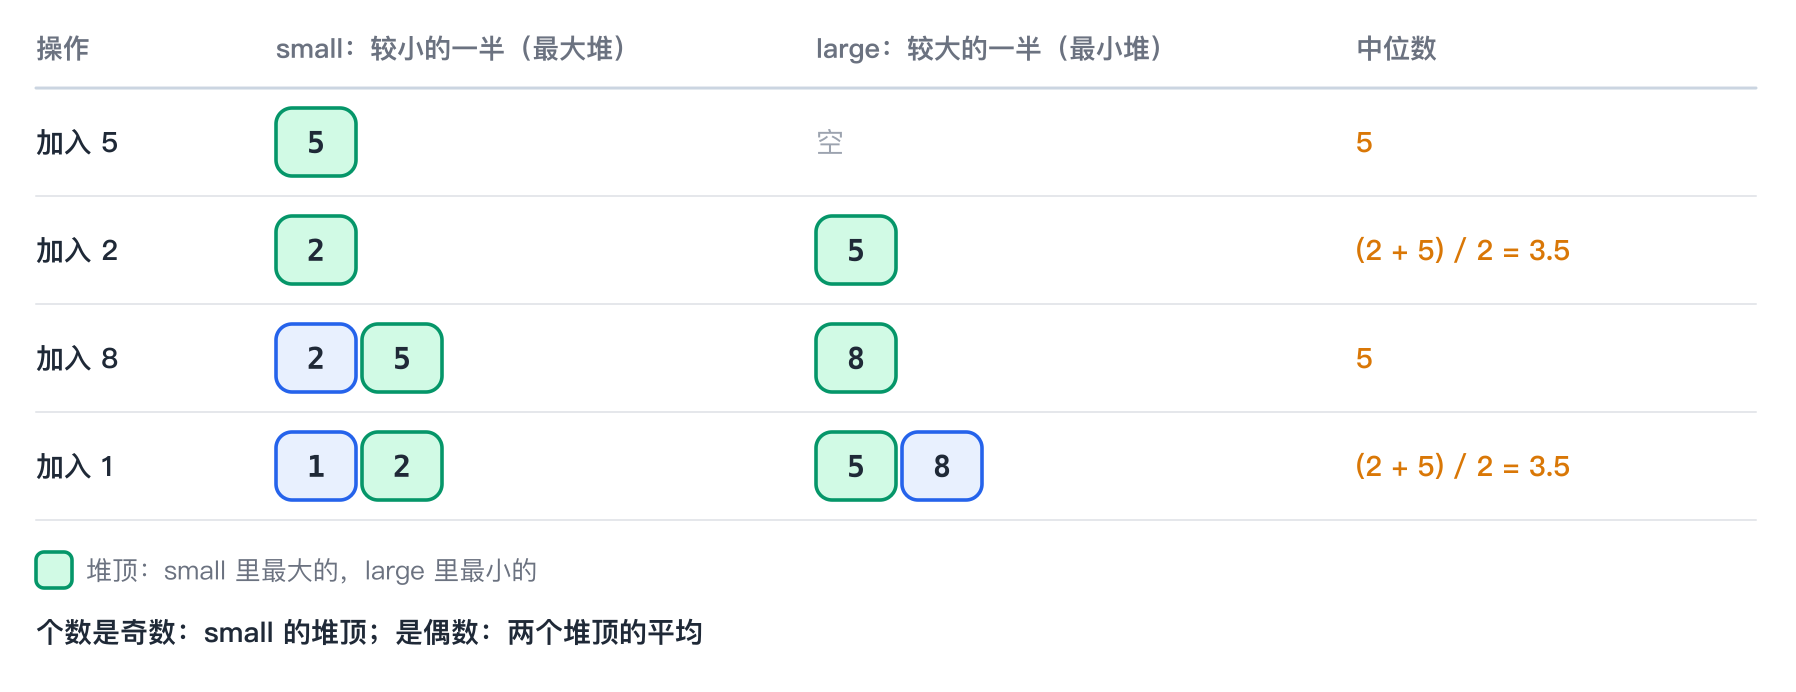 操作 small：较小的一半（最大堆） large：较大的一半（最小堆） 中位数
加入 5 5 空 5
加入 2 2 5 (2 + 5) / 2 = 3.5
加入 8 2 5 8 5
加入 1 1 2 5 8 (2 + 5) / 2 = 3.5
堆顶：small 里最大的，large 里最小的
个数是奇数：small 的堆顶；是偶数：两个堆顶的平均